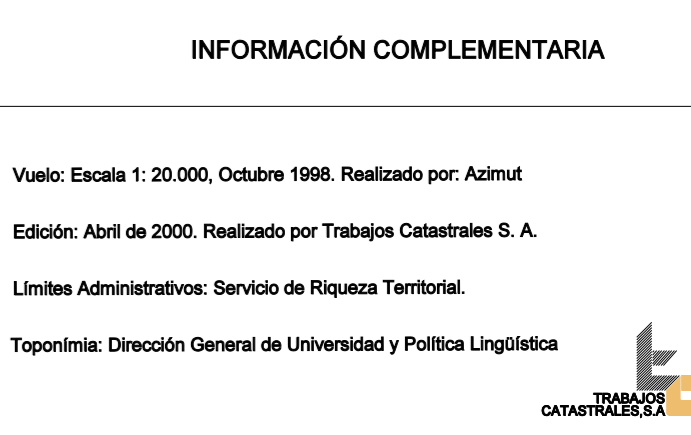 INFORMACIÓN COMPLEMENTARIA
Vuelo: Escala 1: 20.000, Octubre 1998. Realizado por: Azimut
Edición: Abril de 2000. Realizado por Trabajos Catastrales S. A.
Límites Administrativos: Servicio de Riqueza Territorial.
Toponímia: Dirección General de Universidad y Política Lingüística
TRABAJOS
CATASTRALES,S.A